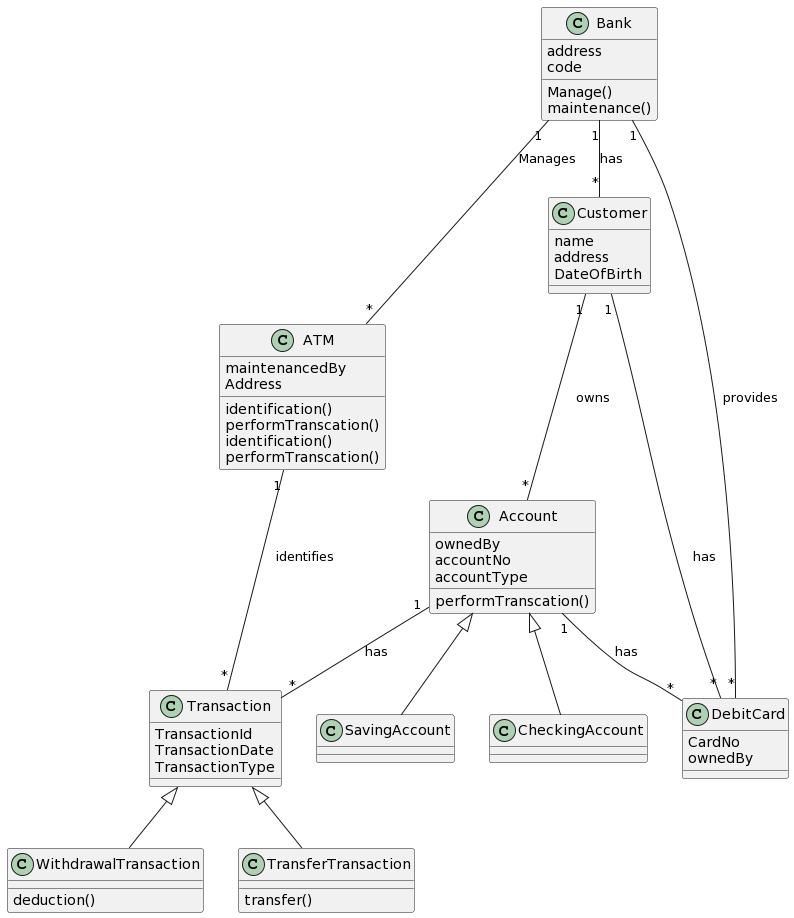 C Bank
address
code
Manage()
maintenance()
1 1 1
Manages has
*
C Customer
name
address
DateOfBirth
*
1 1
C ATM
maintenancedBy
Address
identification()
performTranscation()
identification()
performTranscation()
owns provides
1 *
C Account
ownedBy
accountNo
accountType
performTranscation()
identifies has
1 1
has has
* * * *
C Transaction
TransactionId
TransactionDate
TransactionType
C SavingAccount
C CheckingAccount
C DebitCard
CardNo
ownedBy
C WithdrawalTransaction
deduction()
C TransferTransaction
transfer()